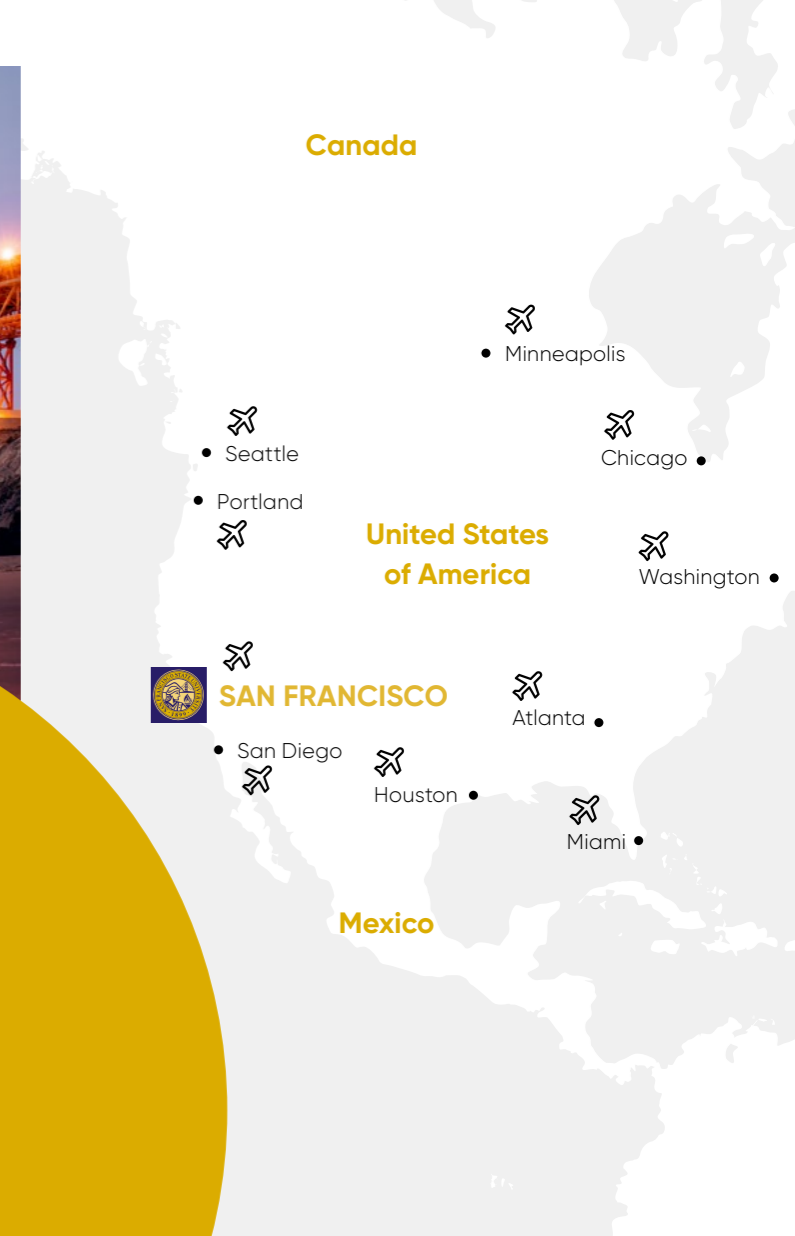 Canada
Minneapolis
Seattle
Chicago
Portland
United States
of America
Washington
SAN FRANCISCO
Atlanta
San Diego
Houston
Miami
Mexico